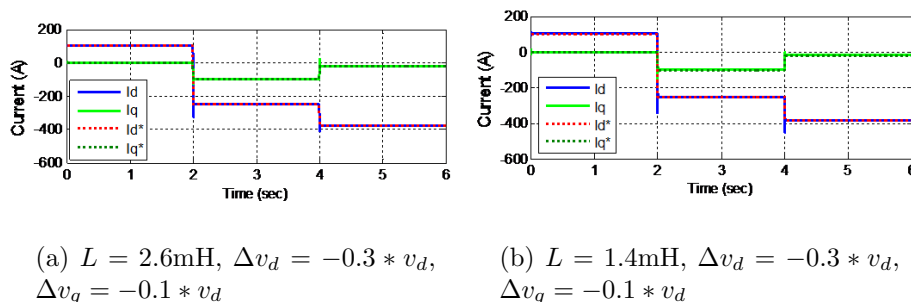 200
0
-200
-400
-600
Current (A)
Id
Iq
Id*
Iq*
0 1 2 3 4 5 6
Time (sec)
200
0
-200
-400
-600
Current (A)
Id
Iq
Id*
Iq*
0 1 2 3 4 5 6
Time (sec)
(a) L = 2.6mH, Δv_d = −0.3 ∗ v_d,
Δv_q = −0.1 ∗ v_d
(b) L = 1.4mH, Δv_d = −0.3 ∗ v_d,
Δv_q = −0.1 ∗ v_d